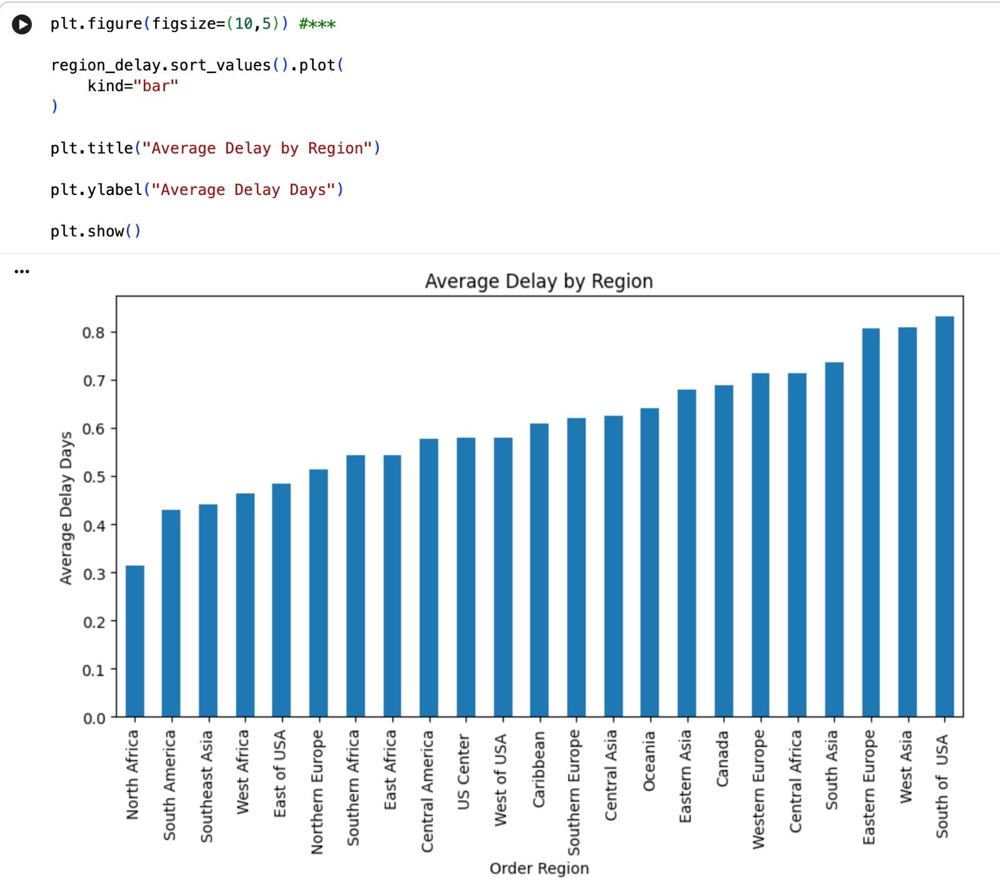 plt.figure(figsize=(10,5)) #***
region_delay.sort_values().plot(
    kind="bar"
)
plt.title("Average Delay by Region")
plt.ylabel("Average Delay Days")
plt.show()
...
Average Delay by Region
Average Delay Days
0.8
0.7
0.6
0.5
0.4
0.3
0.2
0.1
0.0
North Africa
South America
Southeast Asia
West Africa
East of USA
Northern Europe
Southern Africa
East Africa
Central America
US Center
West of USA
Caribbean
Southern Europe
Central Asia
Oceania
Eastern Asia
Canada
Western Europe
Central Africa
South Asia
Eastern Europe
West Asia
South of  USA
Order Region